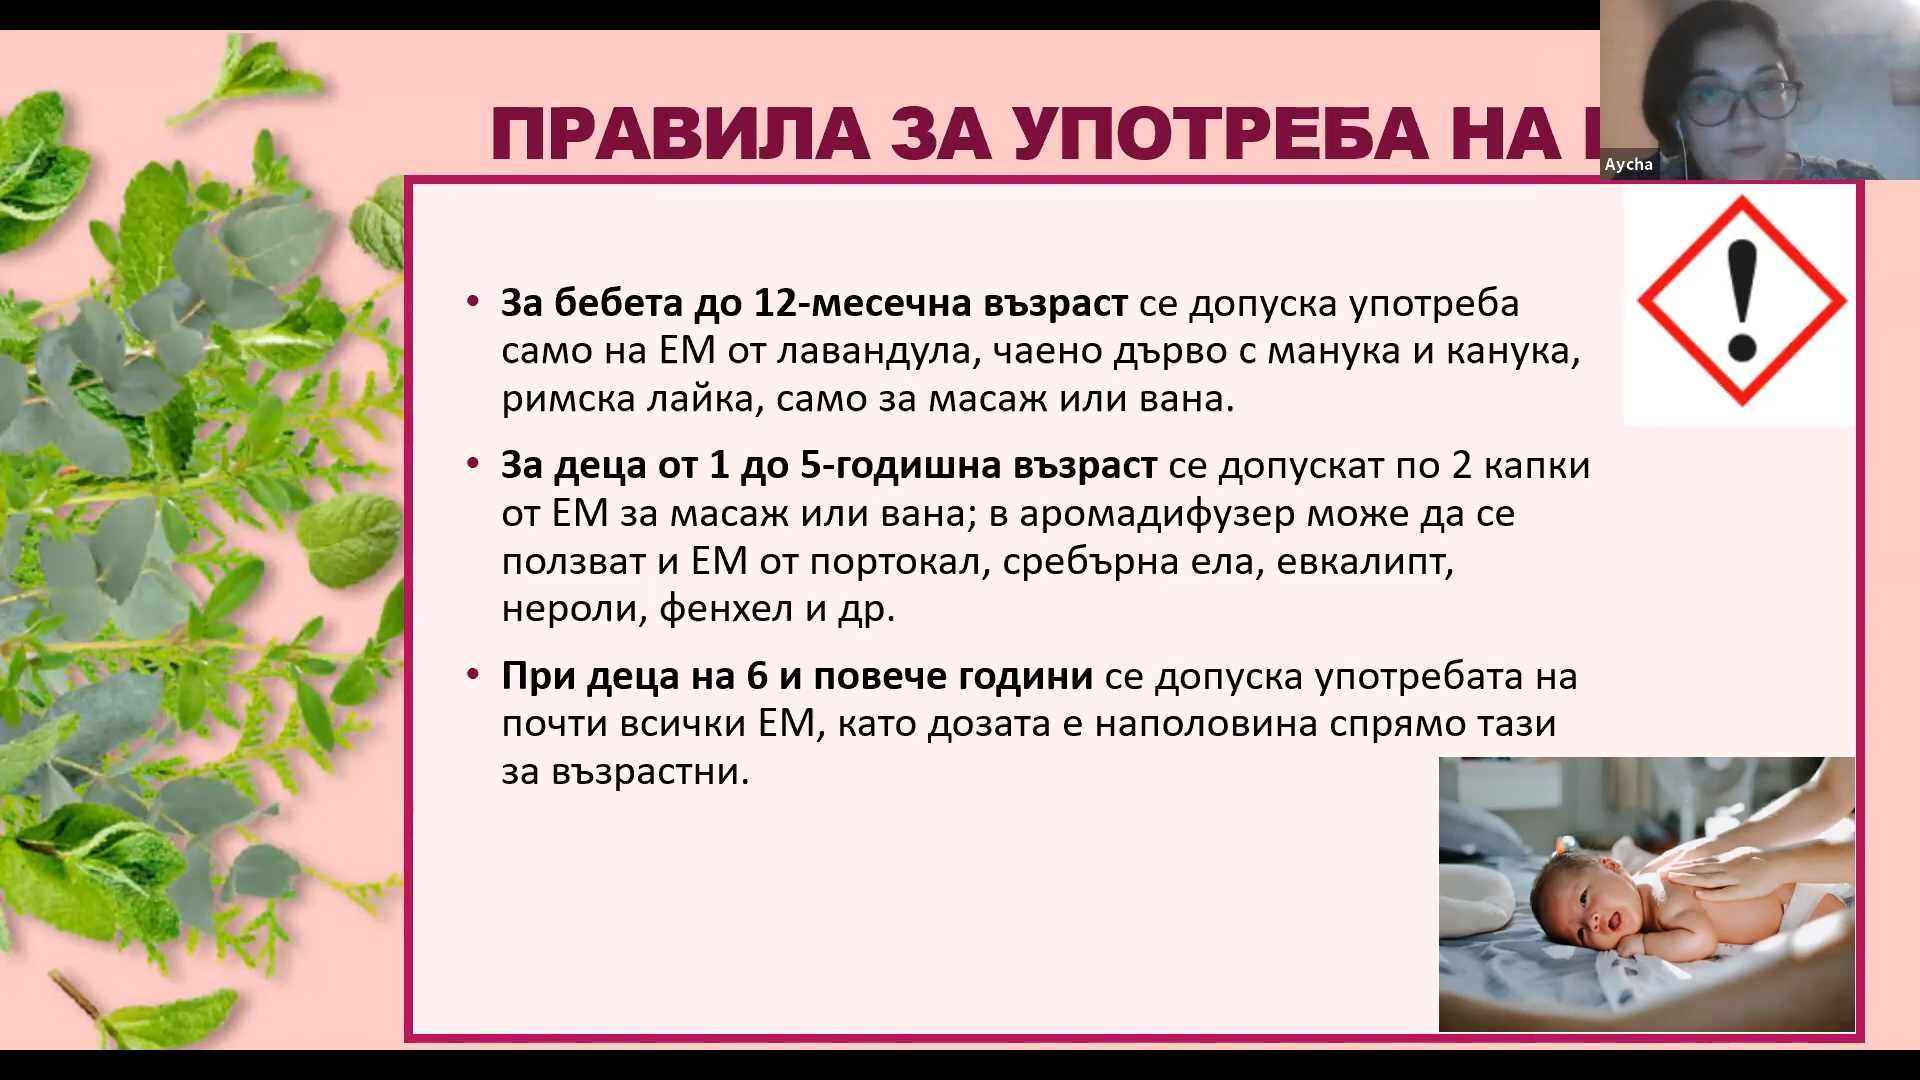 ПРАВИЛА ЗА УПОТРЕБА НА
Aycha
• За бебета до 12-месечна възраст се допуска употреба
само на ЕМ от лавандула, чаено дърво с манука и канука,
римска лайка, само за масаж или вана.
• За деца от 1 до 5-годишна възраст се допускат по 2 капки
от ЕМ за масаж или вана; в аромадифузер може да се
ползват и ЕМ от портокал, сребърна ела, евкалипт,
нероли, фенхел и др.
• При деца на 6 и повече години се допуска употребата на
почти всички ЕМ, като дозата е наполовина спрямо тази
за възрастни.